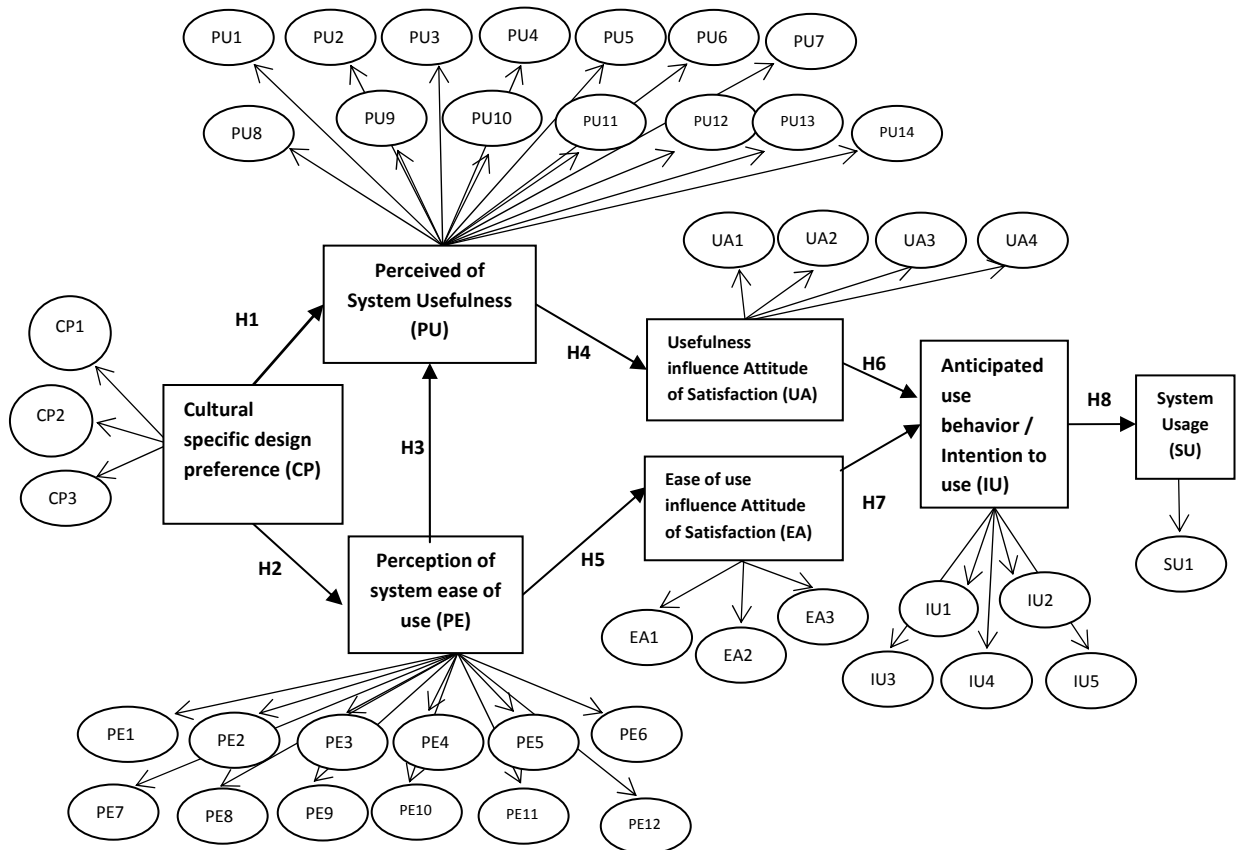 PU1
PU2
PU3
PU4
PU5
PU6
PU7
PU8
PU9
PU10
PU11
PU12
PU13
PU14
Perceived of
System Usefulness
(PU)
UA1
UA2
UA3
UA4
CP1
CP2
CP3
H1
H4
Usefulness
influence Attitude
of Satisfaction (UA)
H6
Anticipated
use
behavior /
Intention to
use (IU)
H8
System
Usage
(SU)
Cultural
specific design
preference (CP)
H3
Ease of use
influence Attitude
of Satisfaction (EA)
H7
H2
Perception of
system ease of
use (PE)
H5
SU1
EA1
EA2
EA3
IU1
IU2
IU3
IU4
IU5
PE1
PE2
PE3
PE4
PE5
PE6
PE7
PE8
PE9
PE10
PE11
PE12